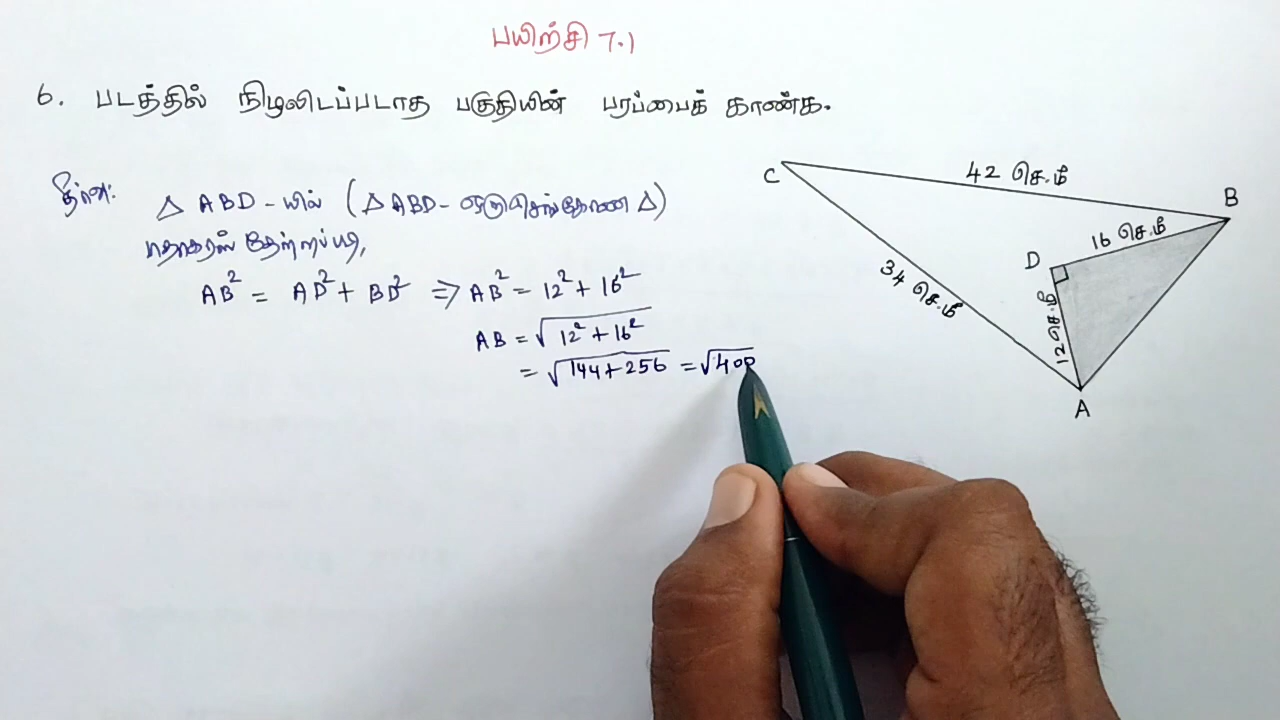 பயிற்சி 7.1
6. படத்தில் நிழலிடப்படாத பகுதியின் பரப்பைக் காண்க.
தீர்வு:
△ ABD - யில் (△ ABD - ஒரு செங்கோண △)
பிதாகரஸ் தேற்றப்படி,
AB² = AD² + BD² ⇒ AB² = 12² + 16²
AB = √12² + 16²
= √144 + 256 = √400
C
42 செ.மீ
B
16 செ.மீ
D
34 செ.மீ
12 செ.மீ
A